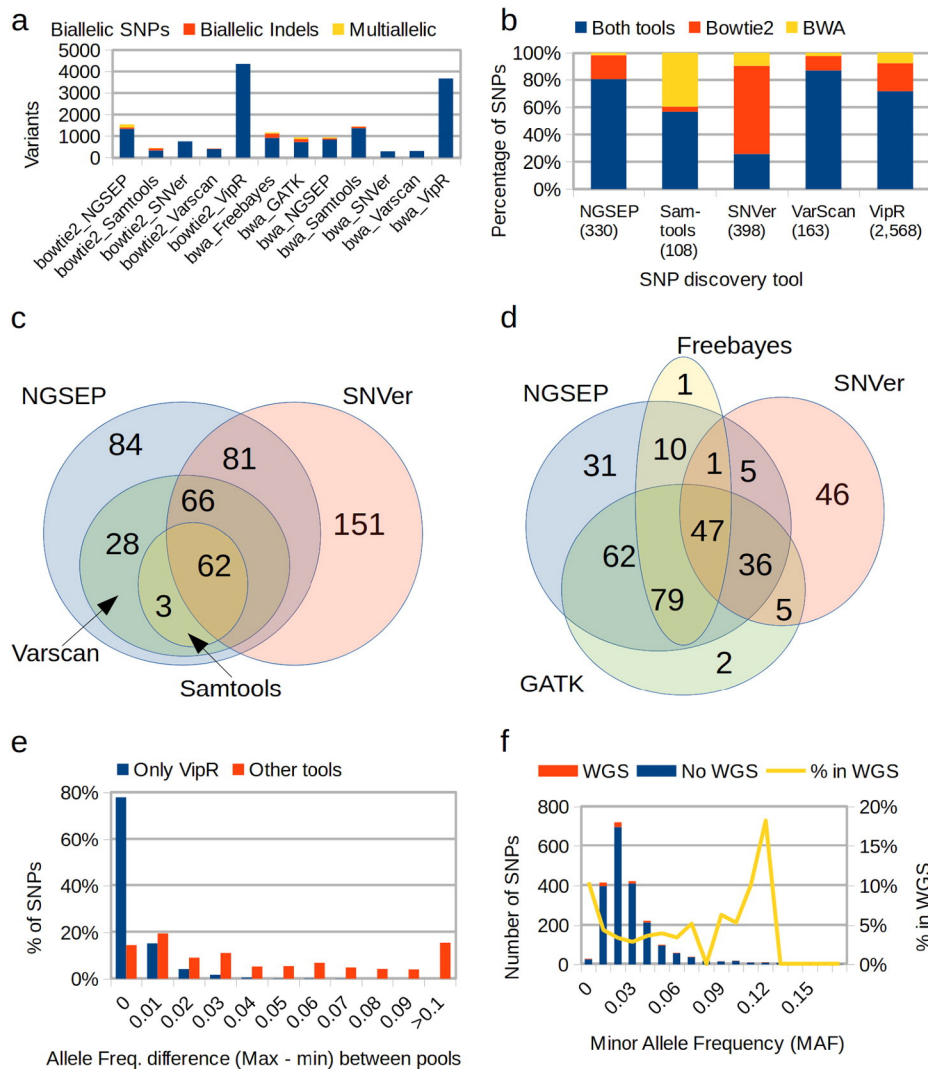 a
Biallelic SNPs Biallelic Indels Multiallelic
Variants
5000
4000
3000
2000
1000
0
bowtie2_NGSEP
bowtie2_Samtools
bowtie2_SNVer
bowtie2_Varscan
bowtie2_VipR
bwa_Freebayes
bwa_GATK
bwa_NGSEP
bwa_Samtools
bwa_SNVer
bwa_Varscan
bwa_VipR
b
Both tools Bowtie2 BWA
Percentage of SNPs
100%
80%
60%
40%
20%
0%
NGSEP
(330)
Sam-
tools
(108)
SNVer
(398)
VarScan
(163)
VipR
(2,568)
SNP discovery tool
c
NGSEP
SNVer
84
81
66
28
62
151
3
Varscan
Samtools
d
Freebayes
NGSEP
SNVer
1
31
10
1
5
46
47
62
36
79
5
2
GATK
e
Only VipR Other tools
% of SNPs
80%
60%
40%
20%
0%
0
0.01
0.02
0.03
0.04
0.05
0.06
0.07
0.08
0.09
>0.1
Allele Freq. difference (Max - min) between pools
f
WGS No WGS % in WGS
Number of SNPs
800
600
400
200
0
20%
15%
10%
5%
0%
% in WGS
0
0.03
0.06
0.09
0.12
0.15
Minor Allele Frequency (MAF)